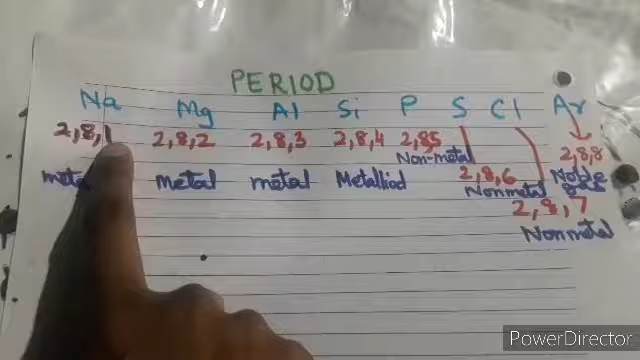 PERIOD
Na Mg Al Si P S Cl Ar
2,8,1 2,8,2 2,8,3 2,8,4 2,8,5 2,8,8
Non-metal
metal metal metal Metalliod 2,8,6 Noble gas
Nonmetal
2,8,7
Nonmetal
PowerDirector